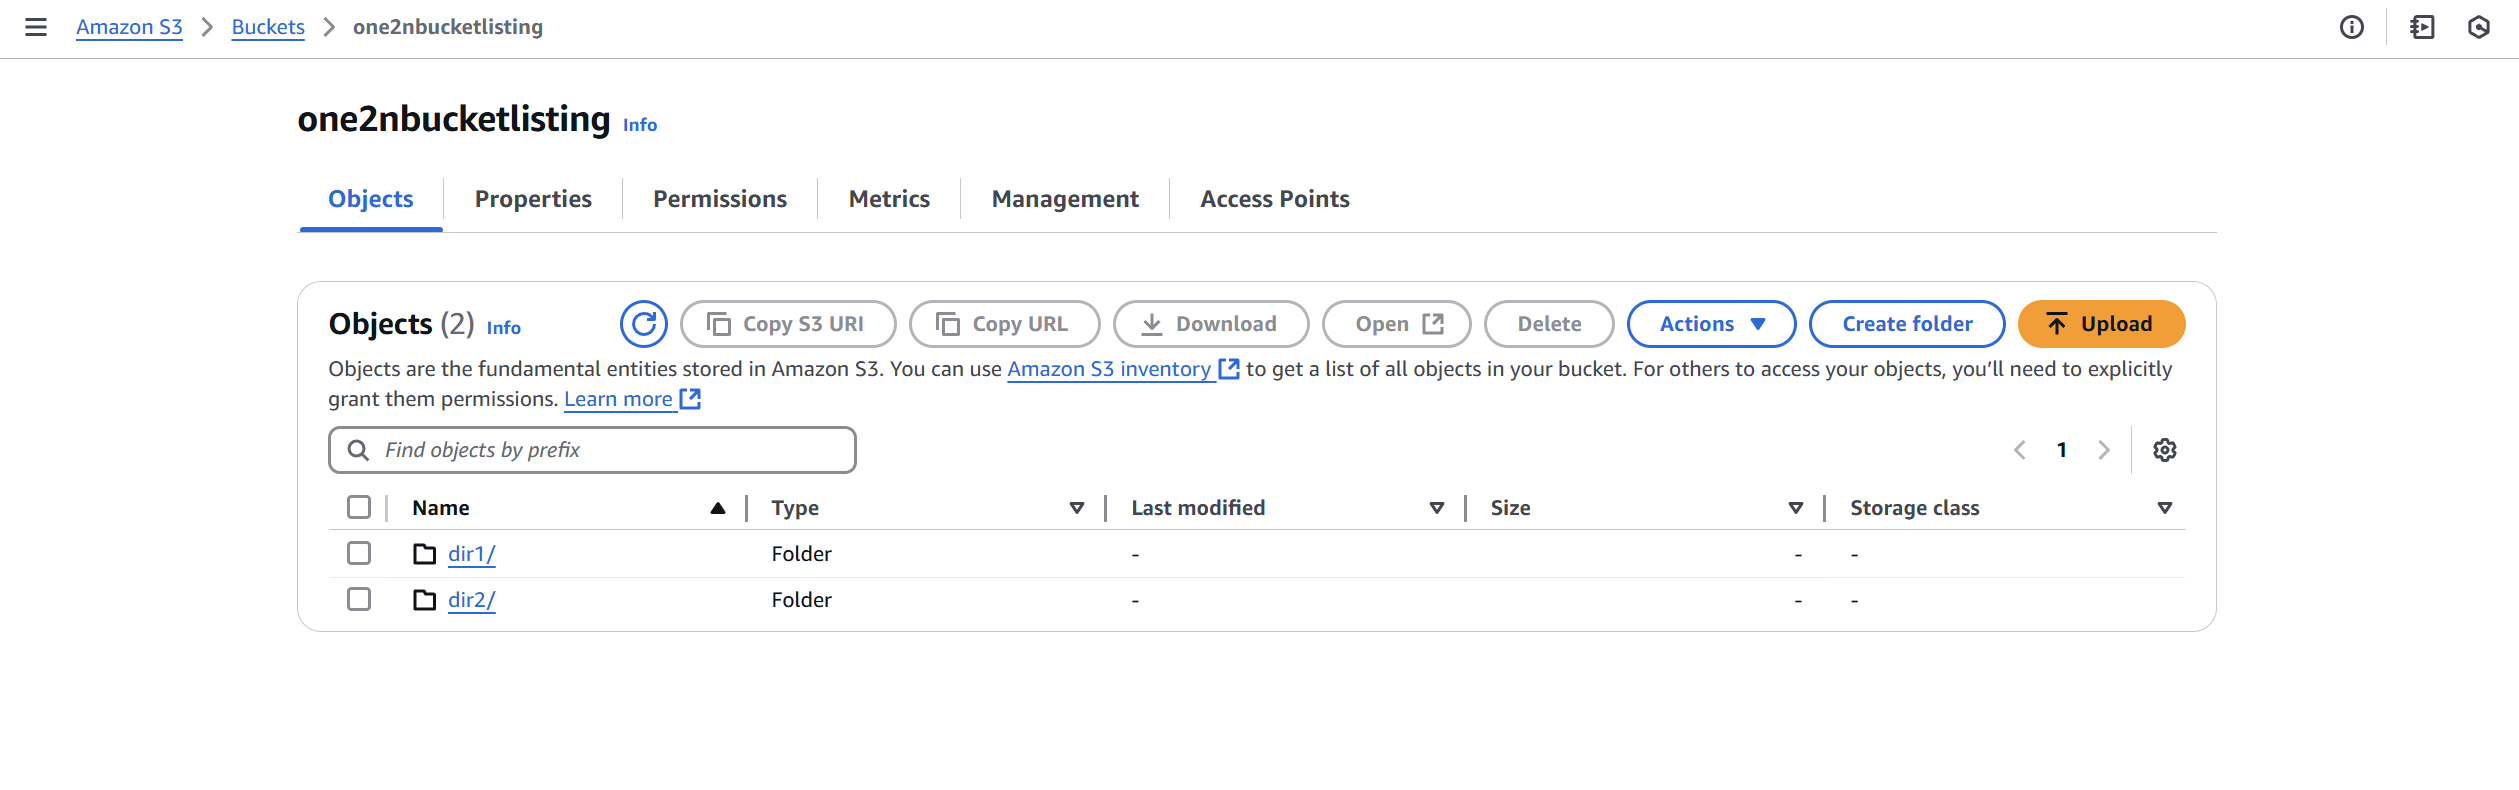 Amazon S3 > Buckets > one2nbucketlisting
one2nbucketlisting Info
Objects Properties Permissions Metrics Management Access Points
Objects (2) Info Copy S3 URI Copy URL Download Open Delete Actions Create folder Upload
Objects are the fundamental entities stored in Amazon S3. You can use Amazon S3 inventory to get a list of all objects in your bucket. For others to access your objects, you’ll need to explicitly
grant them permissions. Learn more
Find objects by prefix 1
Name Type Last modified Size Storage class
dir1/ Folder - - -
dir2/ Folder - - -